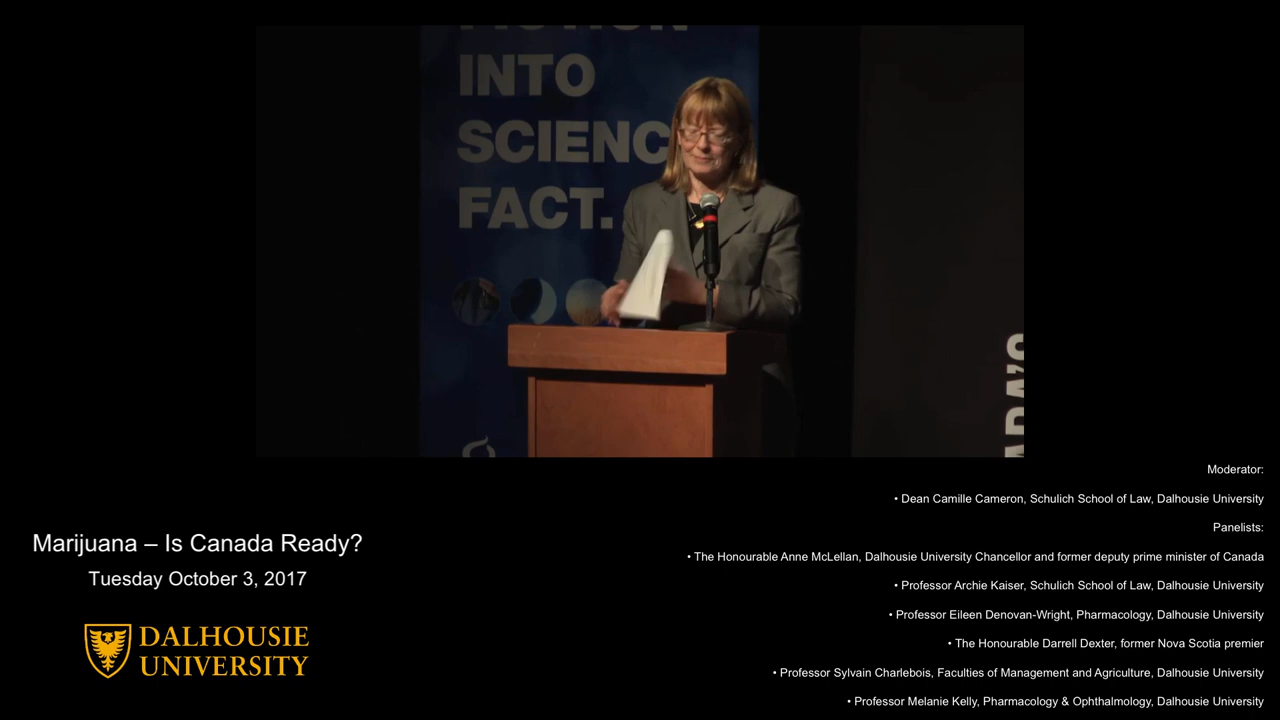 INTO
SCIENC
FACT.
Marijuana – Is Canada Ready?
Tuesday October 3, 2017
DALHOUSIE
UNIVERSITY
Moderator:
• Dean Camille Cameron, Schulich School of Law, Dalhousie University
Panelists:
• The Honourable Anne McLellan, Dalhousie University Chancellor and former deputy prime minister of Canada
• Professor Archie Kaiser, Schulich School of Law, Dalhousie University
• Professor Eileen Denovan-Wright, Pharmacology, Dalhousie University
• The Honourable Darrell Dexter, former Nova Scotia premier
• Professor Sylvain Charlebois, Faculties of Management and Agriculture, Dalhousie University
• Professor Melanie Kelly, Pharmacology & Ophthalmology, Dalhousie University